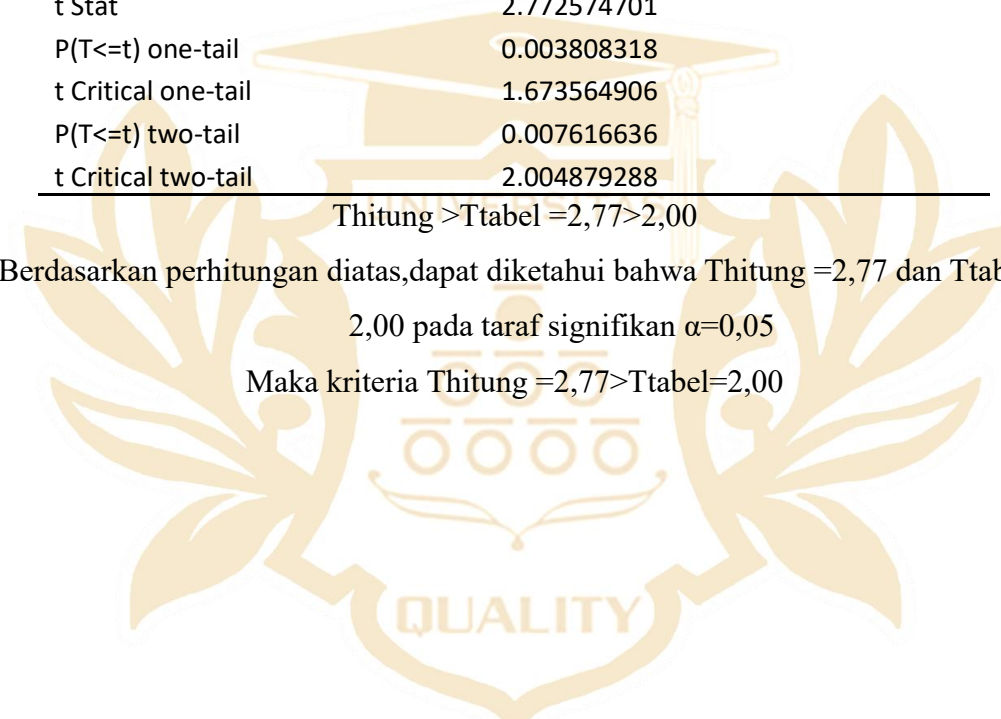 t Stat 2.772574701
P(T<=t) one-tail 0.003808318
t Critical one-tail 1.673564906
P(T<=t) two-tail 0.007616636
t Critical two-tail 2.004879288
UNIVERSITAS
Thitung >Ttabel =2,77>2,00
Berdasarkan perhitungan diatas,dapat diketahui bahwa Thitung =2,77 dan
2,00 pada taraf signifikan α=0,05
Maka kriteria Thitung =2,77>Ttabel=2,00
QUALITY